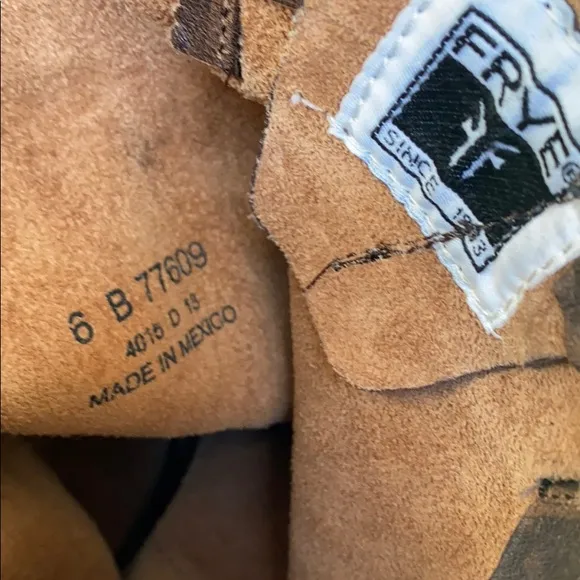 6 B 77609
4015 D 15
MADE IN MEXICO
FRYE®
SINCE 1863